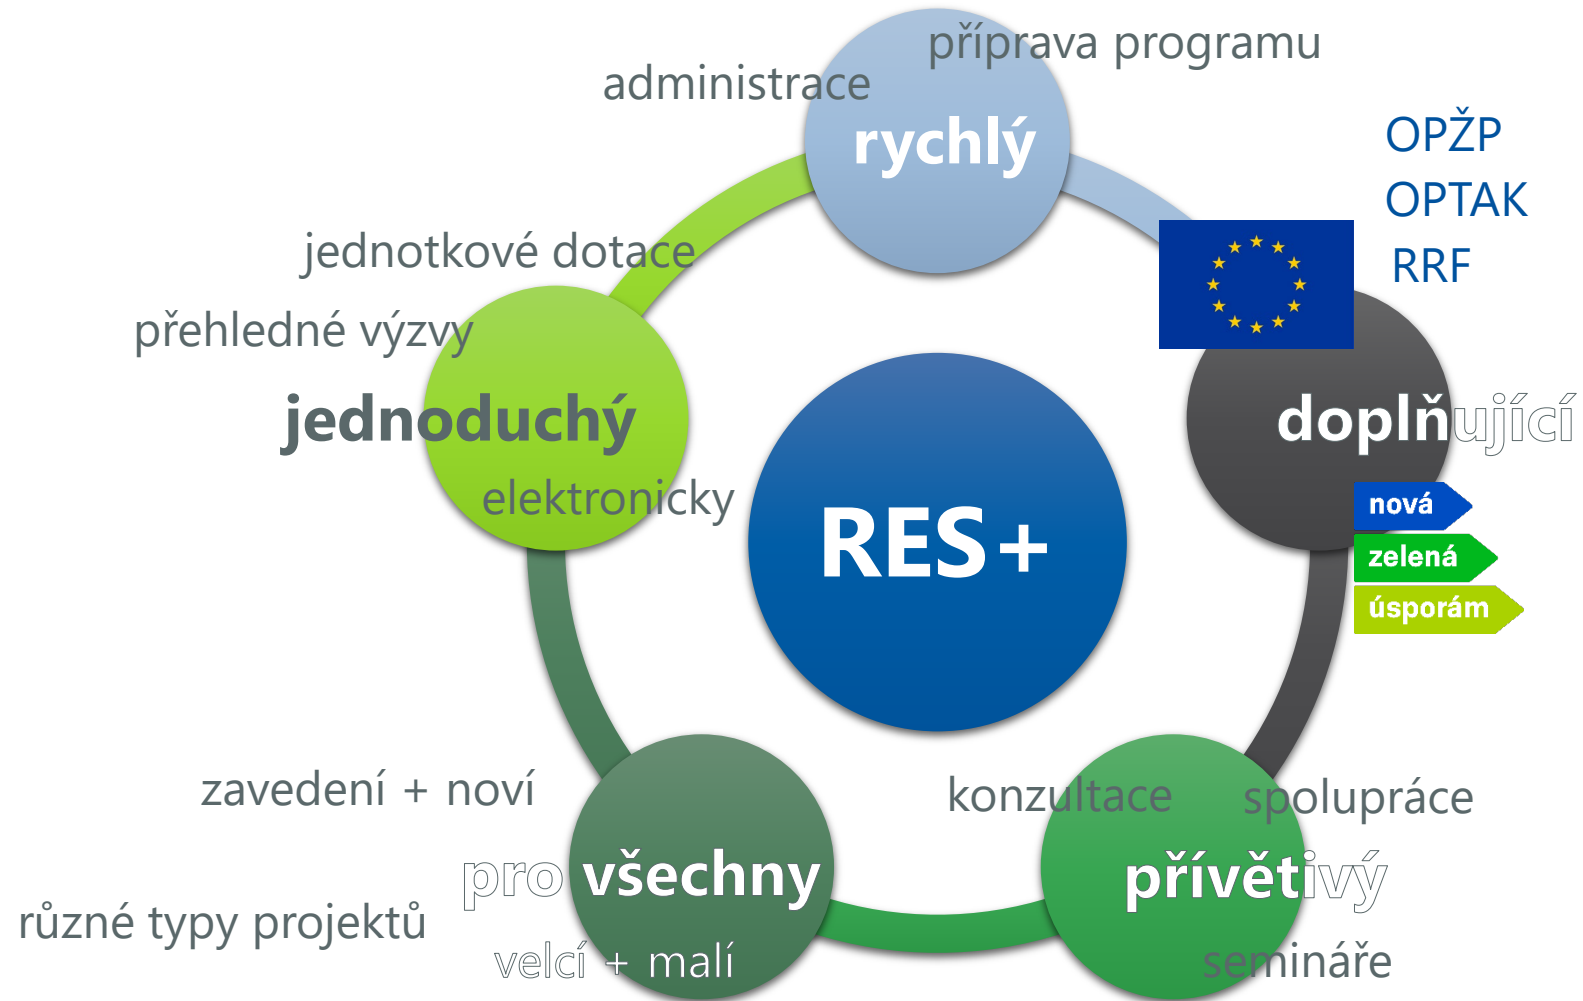 příprava programu
administrace
rychlý
OPŽP
OPTAK
RRF
jednotkové dotace
přehledné výzvy
jednoduchý
elektronicky
doplňující
nová
zelená
úsporám
RES+
zavedení + noví
pro všechny
různé typy projektů
velcí + malí
konzultace
spolupráce
přívětivý
semináře